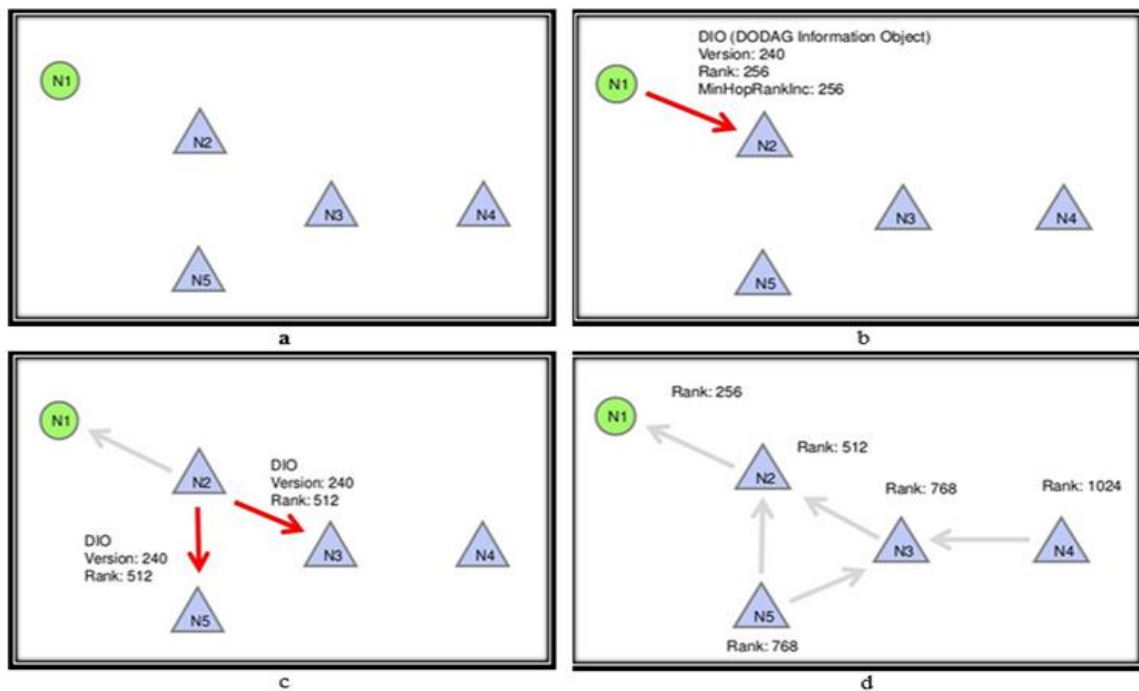 N1
N2
N3
N4
N5
a
DIO (DODAG Information Object)
Version: 240
Rank: 256
MinHopRankInc: 256
N1
N2
N3
N4
N5
b
N1
N2
DIO
Version: 240
Rank: 512
DIO
Version: 240
Rank: 512
N3
N4
N5
c
Rank: 256
N1
Rank: 512
N2
Rank: 768
Rank: 1024
N3
N4
N5
Rank: 768
d